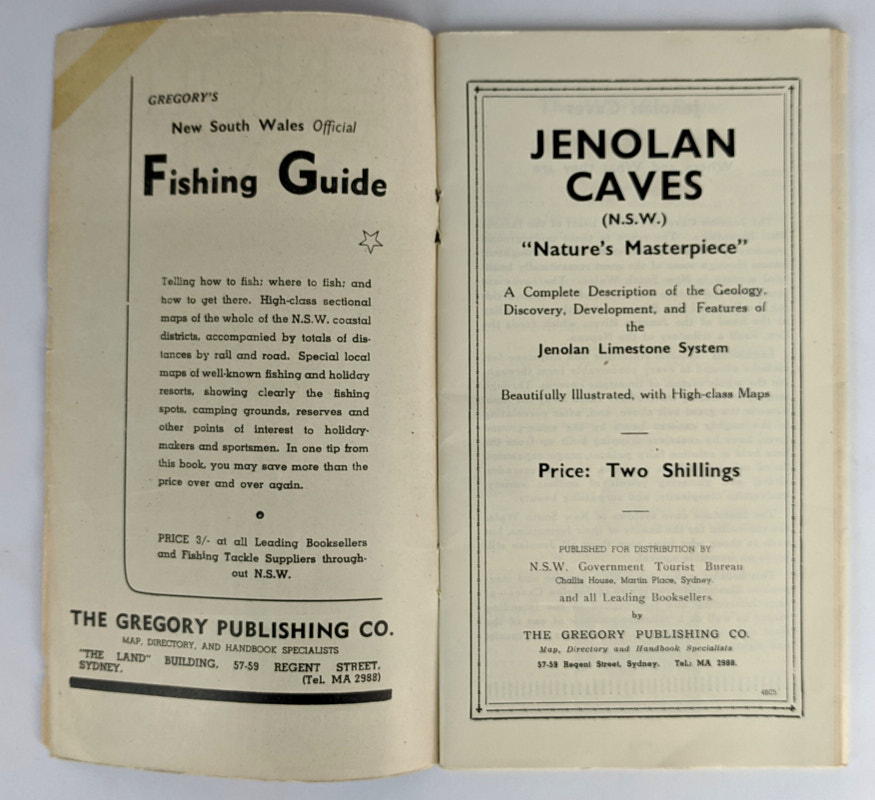 GREGORY'S
New South Wales Official
Fishing Guide
Telling how to fish; where to fish; and
how to get there. High-class sectional
maps of the whole of the N.S.W. coastal
districts, accompanied by totals of dis-
tances by rail and road. Special local
maps of well-known fishing and holiday
resorts, showing clearly the fishing
spots, camping grounds, reserves and
other points of interest to holiday-
makers and sportsmen. In one tip from
this book, you may save more than the
price over and over again.
PRICE 3/- at all Leading Booksellers
and Fishing Tackle Suppliers through-
out N.S.W.
THE GREGORY PUBLISHING CO.
MAP, DIRECTORY, AND HANDBOOK SPECIALISTS
"THE LAND" BUILDING, 57-59 REGENT STREET,
SYDNEY. (Tel. MA 2988)
JENOLAN
CAVES
(N.S.W.)
"Nature's Masterpiece"
A Complete Description of the Geology,
Discovery, Development, and Features of
the
Jenolan Limestone System
Beautifully Illustrated, with High-class Maps
Price: Two Shillings
PUBLISHED FOR DISTRIBUTION BY
N.S.W. Government Tourist Bureau
Challis House, Martin Place, Sydney.
and all Leading Booksellers
by
THE GREGORY PUBLISHING CO.
Map, Directory and Handbook Specialists
57-59 Regent Street, Sydney. Tel.: MA 2988.